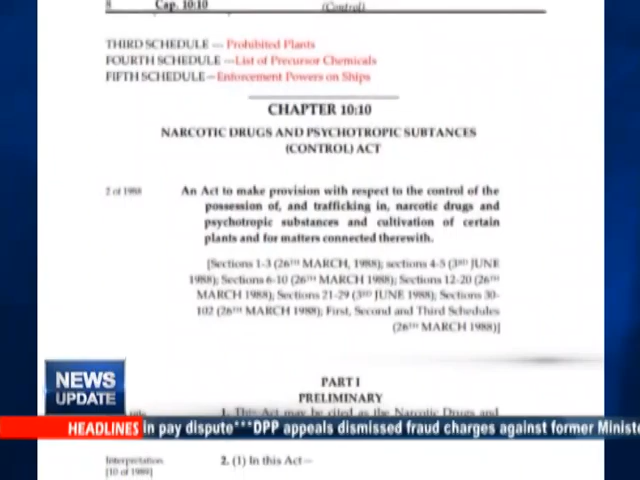 8 Cap. 10:10
(Control)
THIRD SCHEDULE — Prohibited Plants
FOURTH SCHEDULE —List of Precursor Chemicals
FIFTH SCHEDULE—Enforcement Powers on Ships
CHAPTER 10:10
NARCOTIC DRUGS AND PSYCHOTROPIC SUBTANCES
(CONTROL) ACT
2 of 1988
An Act to make provision with respect to the control of the
possession of, and trafficking in, narcotic drugs and
psychotropic substances and cultivation of certain
plants and for matters connected therewith.
[Sections 1-3 (26TH MARCH, 1988); sections 4-5 (3RD JUNE
1988); Sections 6-10 (26TH MARCH 1988); Sections 12-20 (26TH
MARCH 1988); Sections 21-29 (3RD JUNE 1988); Sections 30-
102 (26TH MARCH 1988); First, Second and Third Schedules
(26TH MARCH 1988)]
PART I
PRELIMINARY
NEWS
UPDATE
1. This Act may be cited as the Narcotic Drugs and
HEADLINES in pay dispute***DPP appeals dismissed fraud charges against former Ministe
Interpretation
[10 of 1989]
2. (1) In this Act—